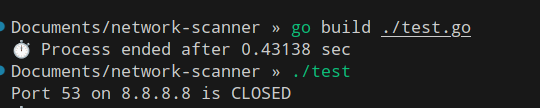 Documents/network-scanner » go build ./test.go
⏱ Process ended after 0.43138 sec
Documents/network-scanner » ./test
Port 53 on 8.8.8.8 is CLOSED